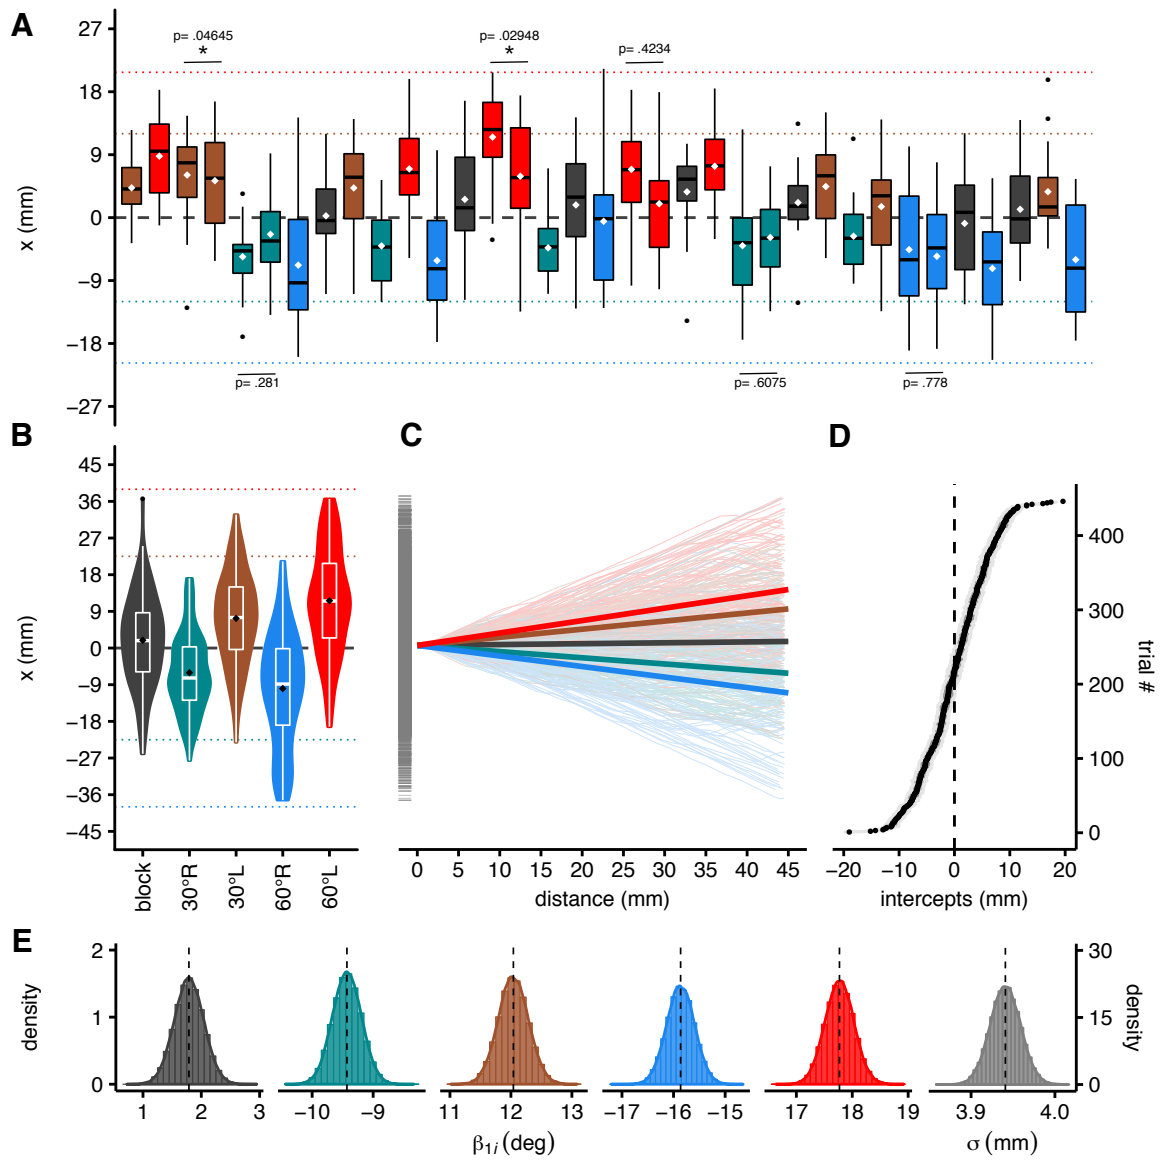 A
27
18
9
0
−9
−18
−27
x (mm)
p= .04645
*
p= .02948
*
p= .4234
p= .281
p= .6075
p= .778
B
45
36
27
18
9
0
−9
−18
−27
−36
−45
x (mm)
block
30°R
30°L
60°R
60°L
C
0 5 10 15 20 25 30 35 40 45
distance (mm)
D
400
300
200
100
0
trial #
−20 −10 0 10 20
intercepts (mm)
E
2
1
0
density
30
15
0
density
1 2 3
−10 −9
11 12 13
−17 −16 −15
17 18 19
3.9 4.0
β1i (deg)
σ (mm)